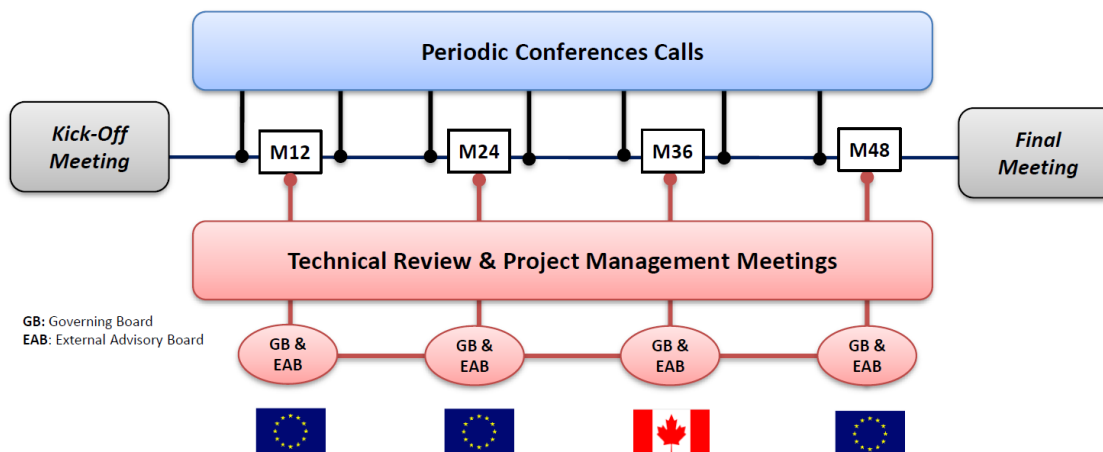 Periodic Conferences Calls
Kick-Off
Meeting
M12
M24
M36
M48
Final
Meeting
Technical Review & Project Management Meetings
GB: Governing Board
EAB: External Advisory Board
GB &
EAB
GB &
EAB
GB &
EAB
GB &
EAB